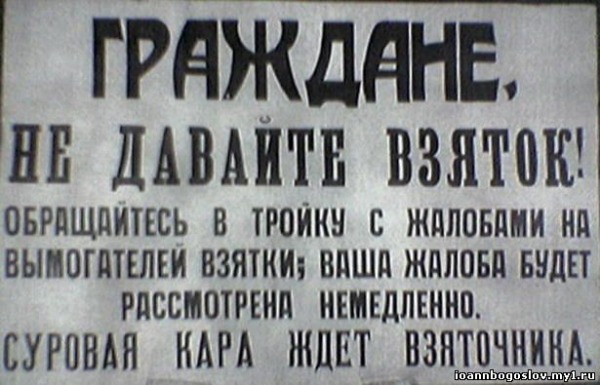 ГРАЖДАНЕ,
НЕ ДАВАЙТЕ ВЗЯТОК!
ОБРАЩАЙТЕСЬ В ТРОЙКУ С ЖАЛОБАМИ НА
ВЫМОГАТЕЛЕЙ ВЗЯТКИ; ВАША ЖАЛОБА БУДЕТ
РАССМОТРЕНА НЕМЕДЛЕННО.
СУРОВАЯ КАРА ЖДЕТ ВЗЯТОЧНИКА.
ioannbogoslov.my1.ru